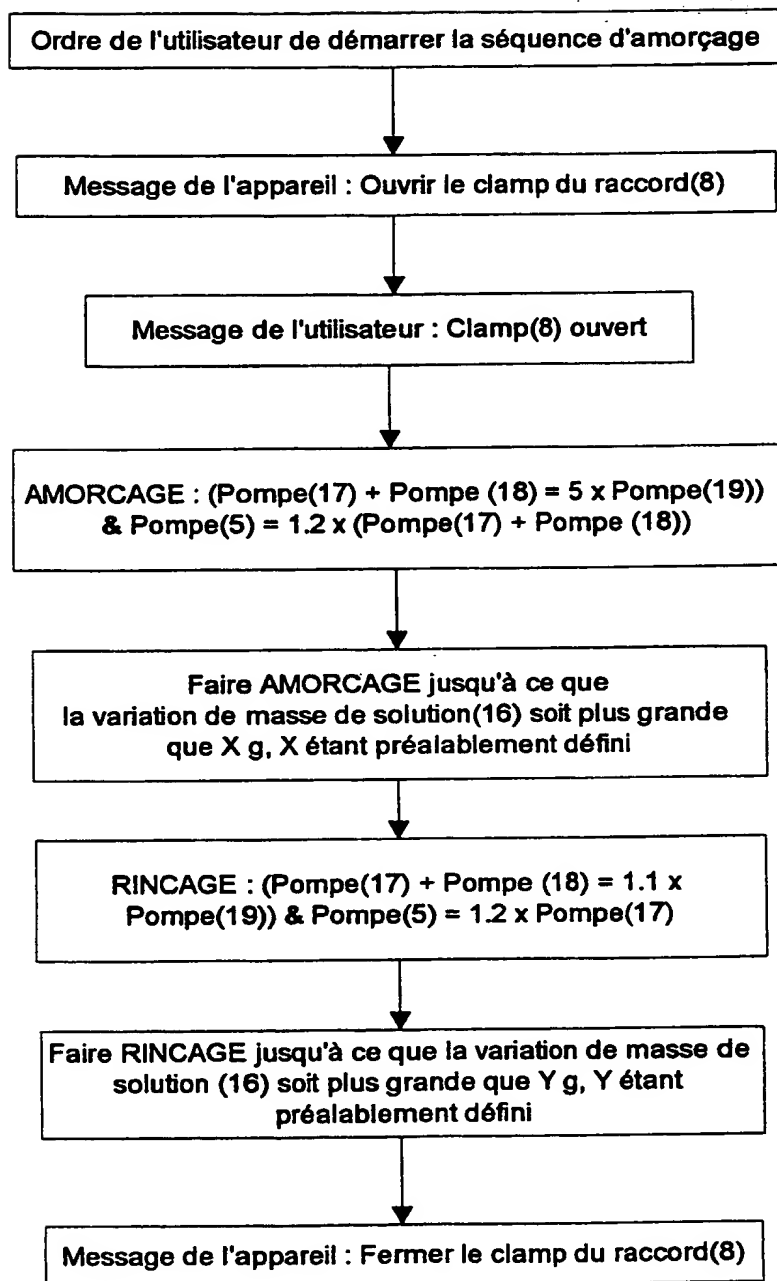 Ordre de l'utilisateur de démarrer la séquence d'amorçage
Message de l'appareil : Ouvrir le clamp du raccord(8)
Message de l'utilisateur : Clamp(8) ouvert
AMORCAGE : (Pompe(17) + Pompe (18) = 5 x Pompe(19))
& Pompe(5) = 1.2 x (Pompe(17) + Pompe (18))
Faire AMORCAGE jusqu'à ce que
la variation de masse de solution(16) soit plus grande
que X g, X étant préalablement défini
RINCAGE : (Pompe(17) + Pompe (18) = 1.1 x
Pompe(19)) & Pompe(5) = 1.2 x Pompe(17)
Faire RINCAGE jusqu'à ce que la variation de masse de
solution (16) soit plus grande que Y g, Y étant
préalablement défini
Message de l'appareil : Fermer le clamp du raccord(8)